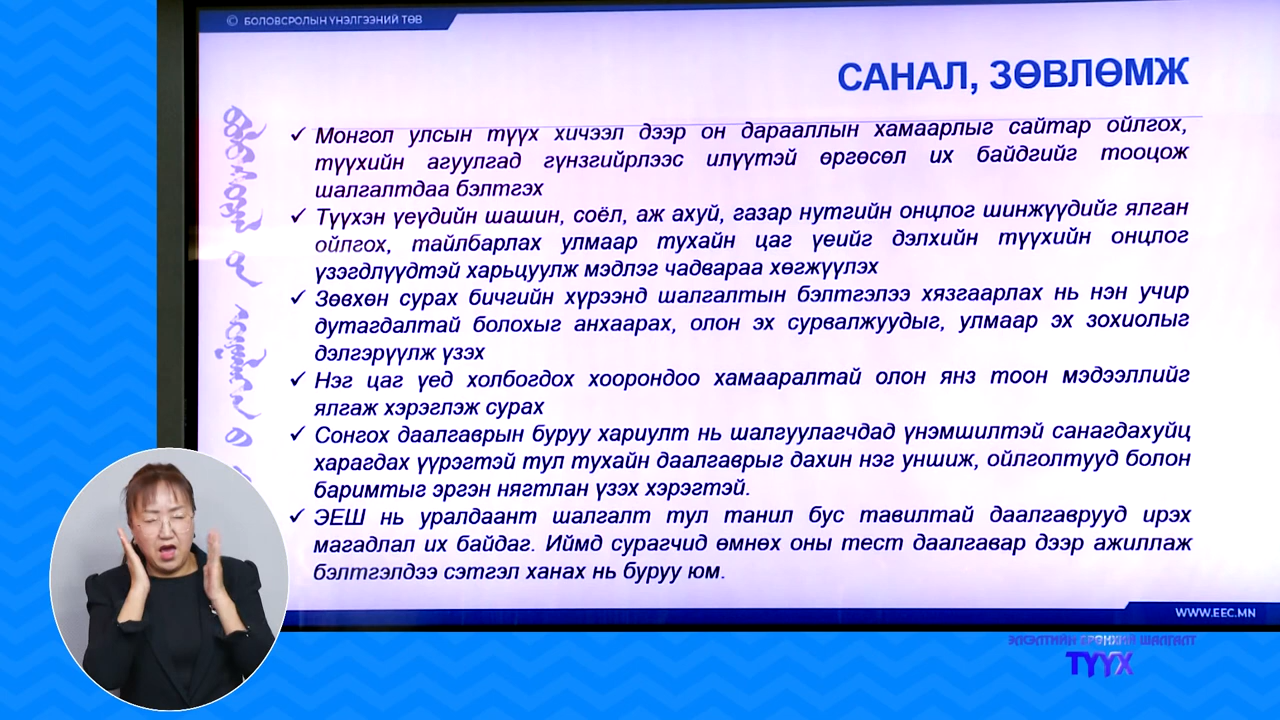 © БОЛОВСРОЛЫН ҮНЭЛГЭЭНИЙ ТӨВ
САНАЛ, ЗӨВЛӨМЖ
✓ Монгол улсын түүх хичээл дээр он дарааллын хамаарлыг сайтар ойлгох,
түүхийн агуулгад гүнзгийрлээс илүүтэй өргөсөл их байдгийг тооцож
шалгалтдаа бэлтгэх
✓ Түүхэн үеүдийн шашин, соёл, аж ахуй, газар нутгийн онцлог шинжүүдийг ялган
ойлгох, тайлбарлах улмаар тухайн цаг үеийг дэлхийн түүхийн онцлог
үзэгдлүүдтэй харьцуулж мэдлэг чадвараа хөгжүүлэх
✓ Зөвхөн сурах бичгийн хүрээнд шалгалтын бэлтгэлээ хязгаарлах нь нэн учир
дутагдалтай болохыг анхаарах, олон эх сурвалжуудыг, улмаар эх зохиолыг
дэлгэрүүлж үзэх
✓ Нэг цаг үед холбогдох хоорондоо хамааралтай олон янз тоон мэдээллийг
ялгаж хэрэглэж сурах
✓ Сонгох даалгаврын буруу хариулт нь шалгуулагчдад үнэмшилтэй санагдахуйц
харагдах үүрэгтэй тул тухайн даалгаврыг дахин нэг уншиж, ойлголтууд болон
баримтыг эргэн нягтлан үзэх хэрэгтэй.
✓ ЭЕШ нь уралдаант шалгалт тул танил бус тавилтай даалгаврууд ирэх
магадлал их байдаг. Иймд сурагчид өмнөх оны тест даалгавар дээр ажиллаж
бэлтгэлдээ сэтгэл ханах нь буруу юм.
WWW.EEC.MN
ЭЛСЭЛТИЙН ЕРӨНХИЙ ШАЛГАЛТ
ТҮҮХ